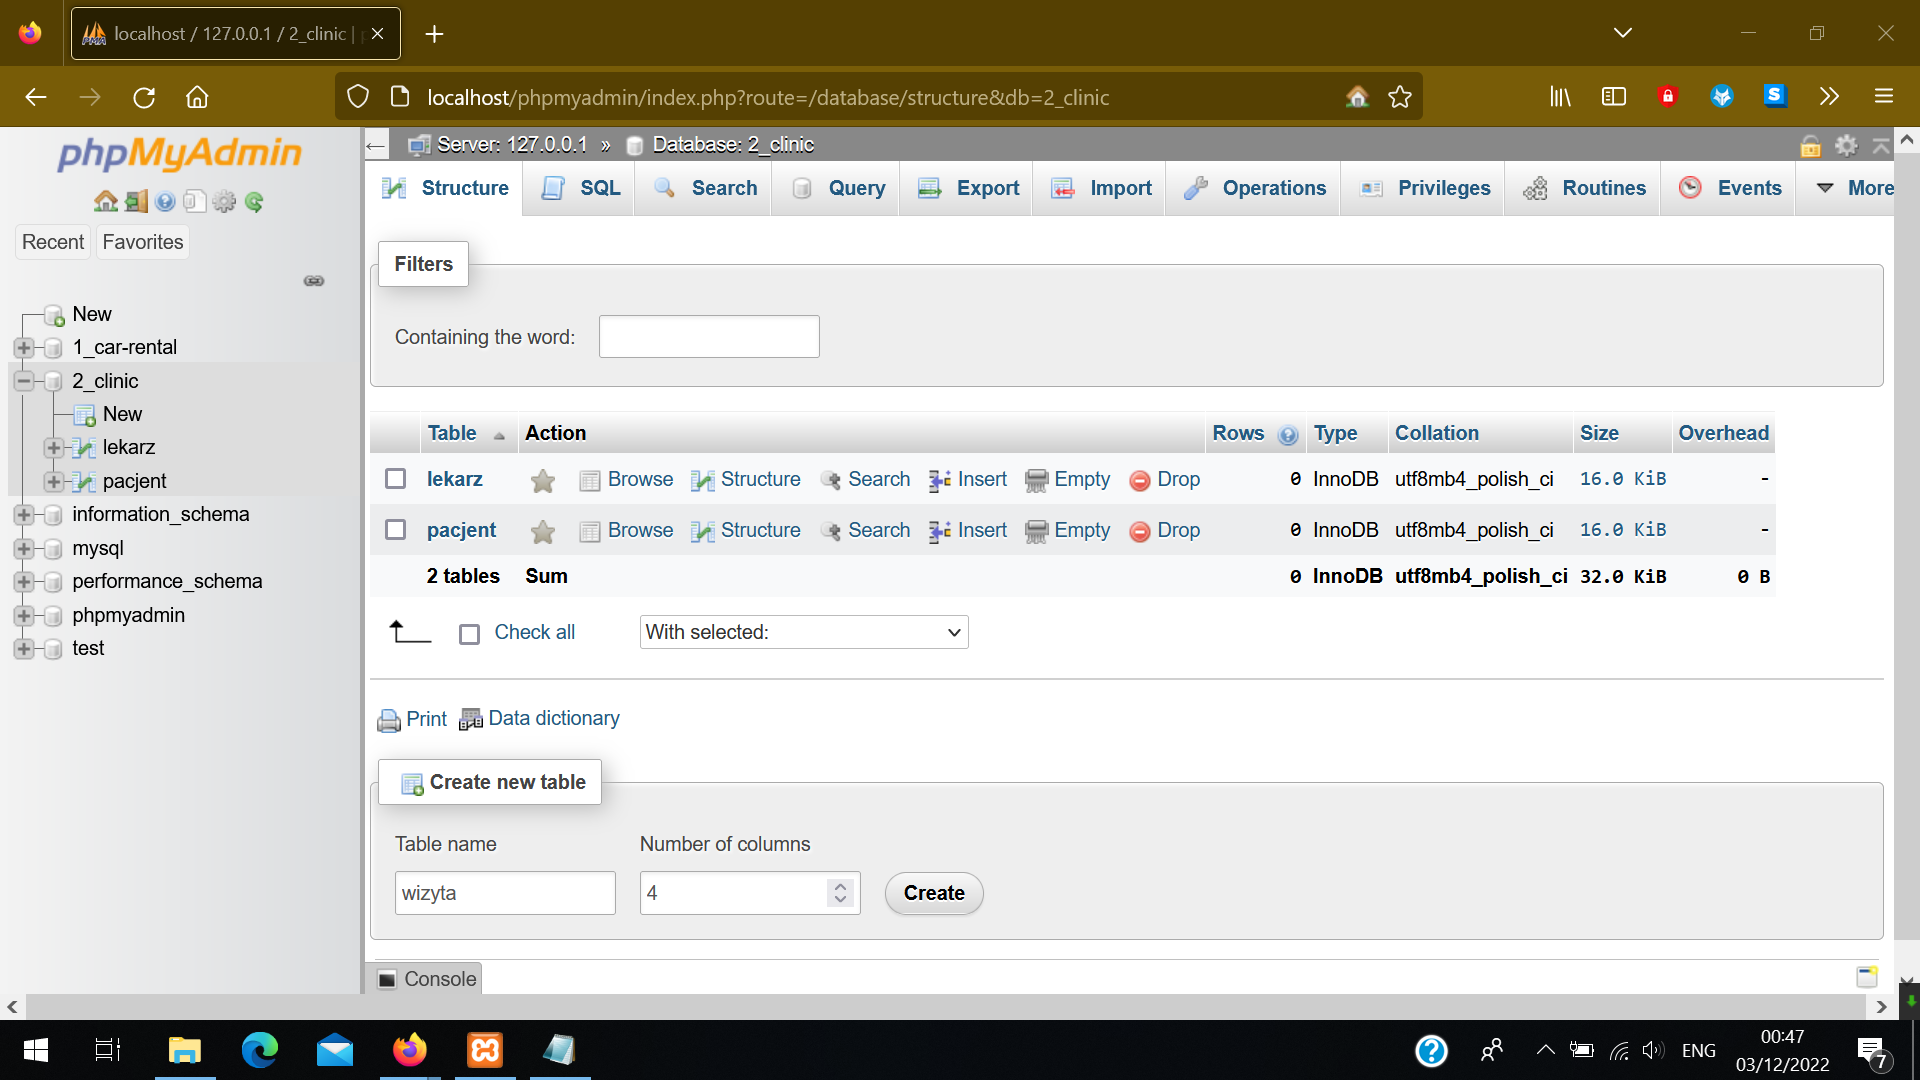 localhost / 127.0.0.1 / 2_clinic |
localhost/phpmyadmin/index.php?route=/database/structure&db=2_clinic
phpMyAdmin
Recent Favorites
New
1_car-rental
2_clinic
New
lekarz
pacjent
information_schema
mysql
performance_schema
phpmyadmin
test
Server: 127.0.0.1 » Database: 2_clinic
Structure SQL Search Query Export Import Operations Privileges Routines Events More
Filters
Containing the word:
Table Action Rows Type Collation Size Overhead
lekarz Browse Structure Search Insert Empty Drop 0 InnoDB utf8mb4_polish_ci 16.0 KiB -
pacjent Browse Structure Search Insert Empty Drop 0 InnoDB utf8mb4_polish_ci 16.0 KiB -
2 tables Sum 0 InnoDB utf8mb4_polish_ci 32.0 KiB 0 B
Check all With selected:
Print Data dictionary
Create new table
Table name Number of columns
wizyta 4 Create
Console
ENG
00:47
03/12/2022
7